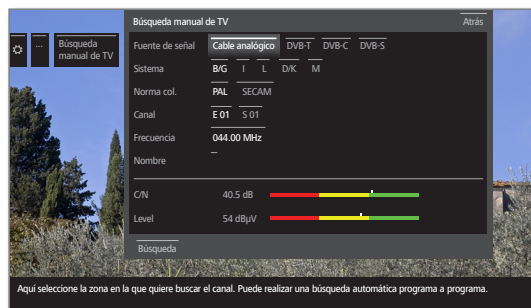 Búsqueda manual de TV Atrás
... Búsqueda
manual de TV
Fuente de señal Cable analógico DVB-T DVB-C DVB-S
Sistema B/G I L D/K M
Norma col. PAL SECAM
Canal E 01 S 01
Frecuencia 044.00 MHz
Nombre –
C/N 40.5 dB
Level 54 dBµV
Búsqueda
Aquí seleccione la zona en la que quiere buscar el canal. Puede realizar una búsqueda automática programa a programa.